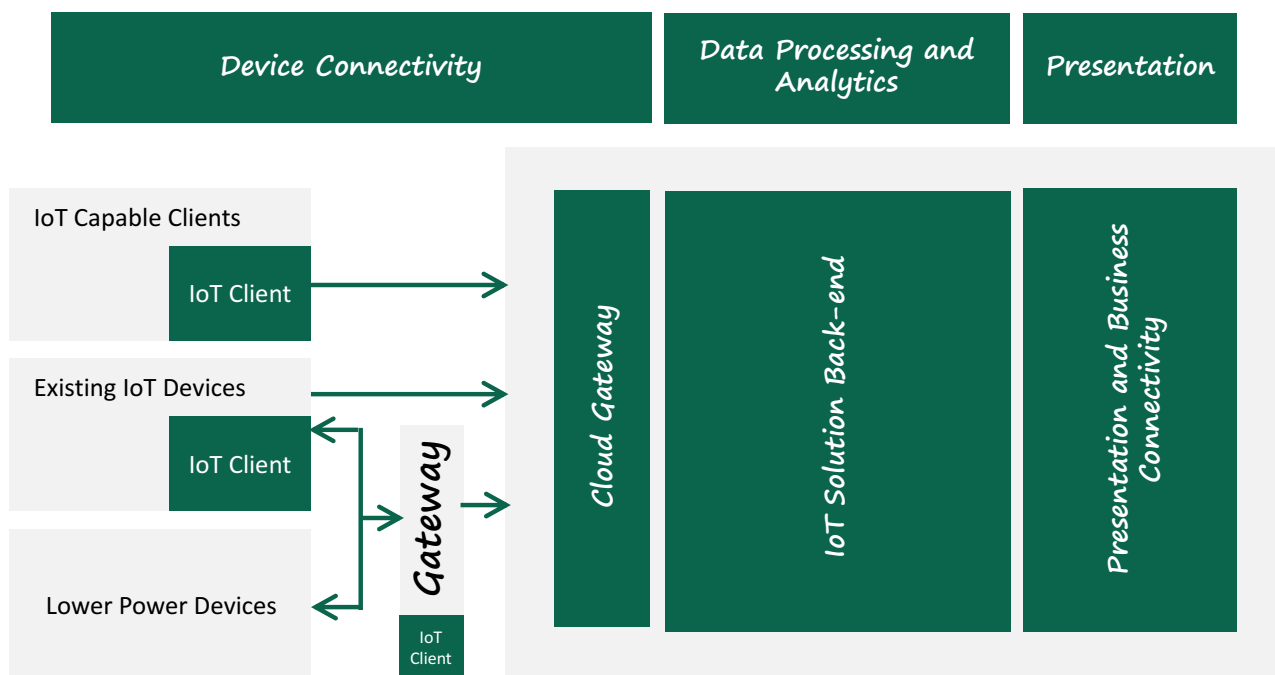 Device Connectivity
Data Processing and
Analytics
Presentation
IoT Capable Clients
IoT Client
Existing IoT Devices
IoT Client
Lower Power Devices
Gateway
IoT
Client
Cloud Gateway
IoT Solution Back-end
Presentation and Business
Connectivity